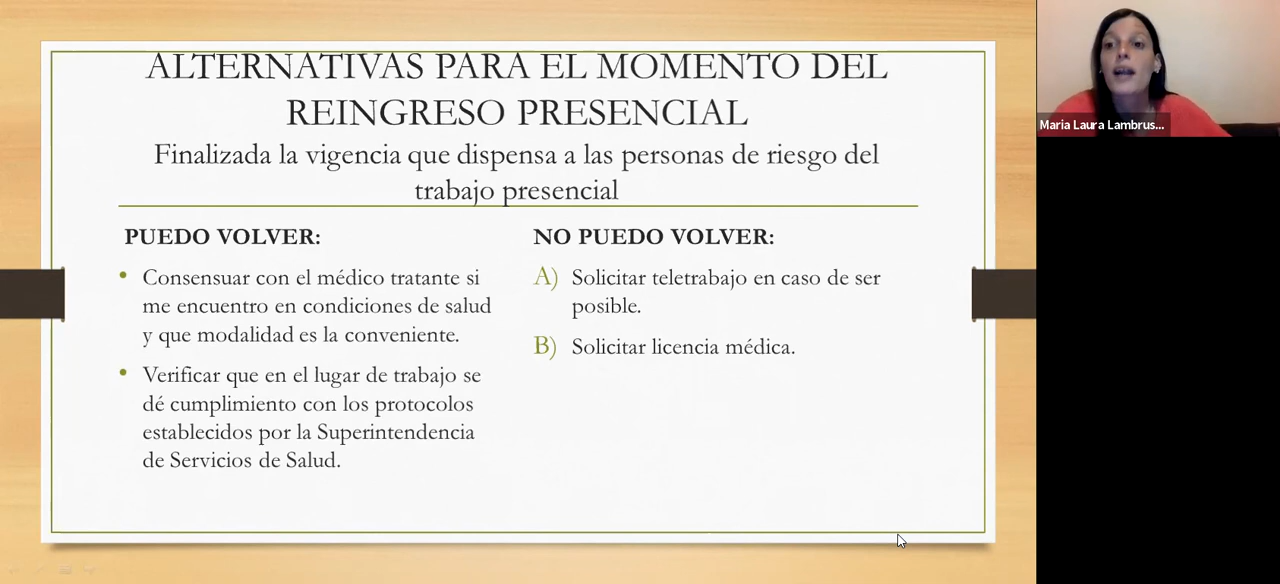 ALTERNATIVAS PARA EL MOMENTO DEL
REINGRESO PRESENCIAL
Finalizada la vigencia que dispensa a las personas de riesgo del
trabajo presencial
PUEDO VOLVER:
• Consensuar con el médico tratante si
me encuentro en condiciones de salud
y que modalidad es la conveniente.
• Verificar que en el lugar de trabajo se
dé cumplimiento con los protocolos
establecidos por la Superintendencia
de Servicios de Salud.
NO PUEDO VOLVER:
A) Solicitar teletrabajo en caso de ser
posible.
B) Solicitar licencia médica.
Maria Laura Lambrus...